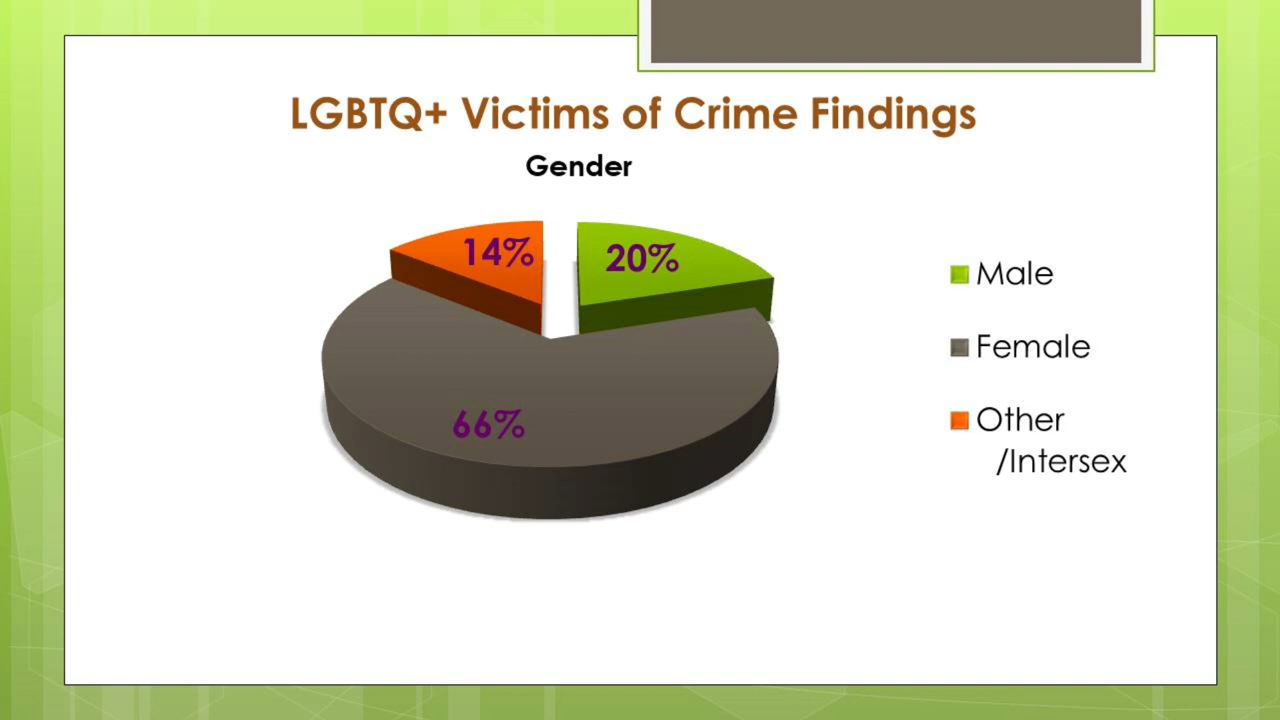 LGBTQ+ Victims of Crime Findings
Gender
14%
20%
66%
Male
Female
Other
/Intersex